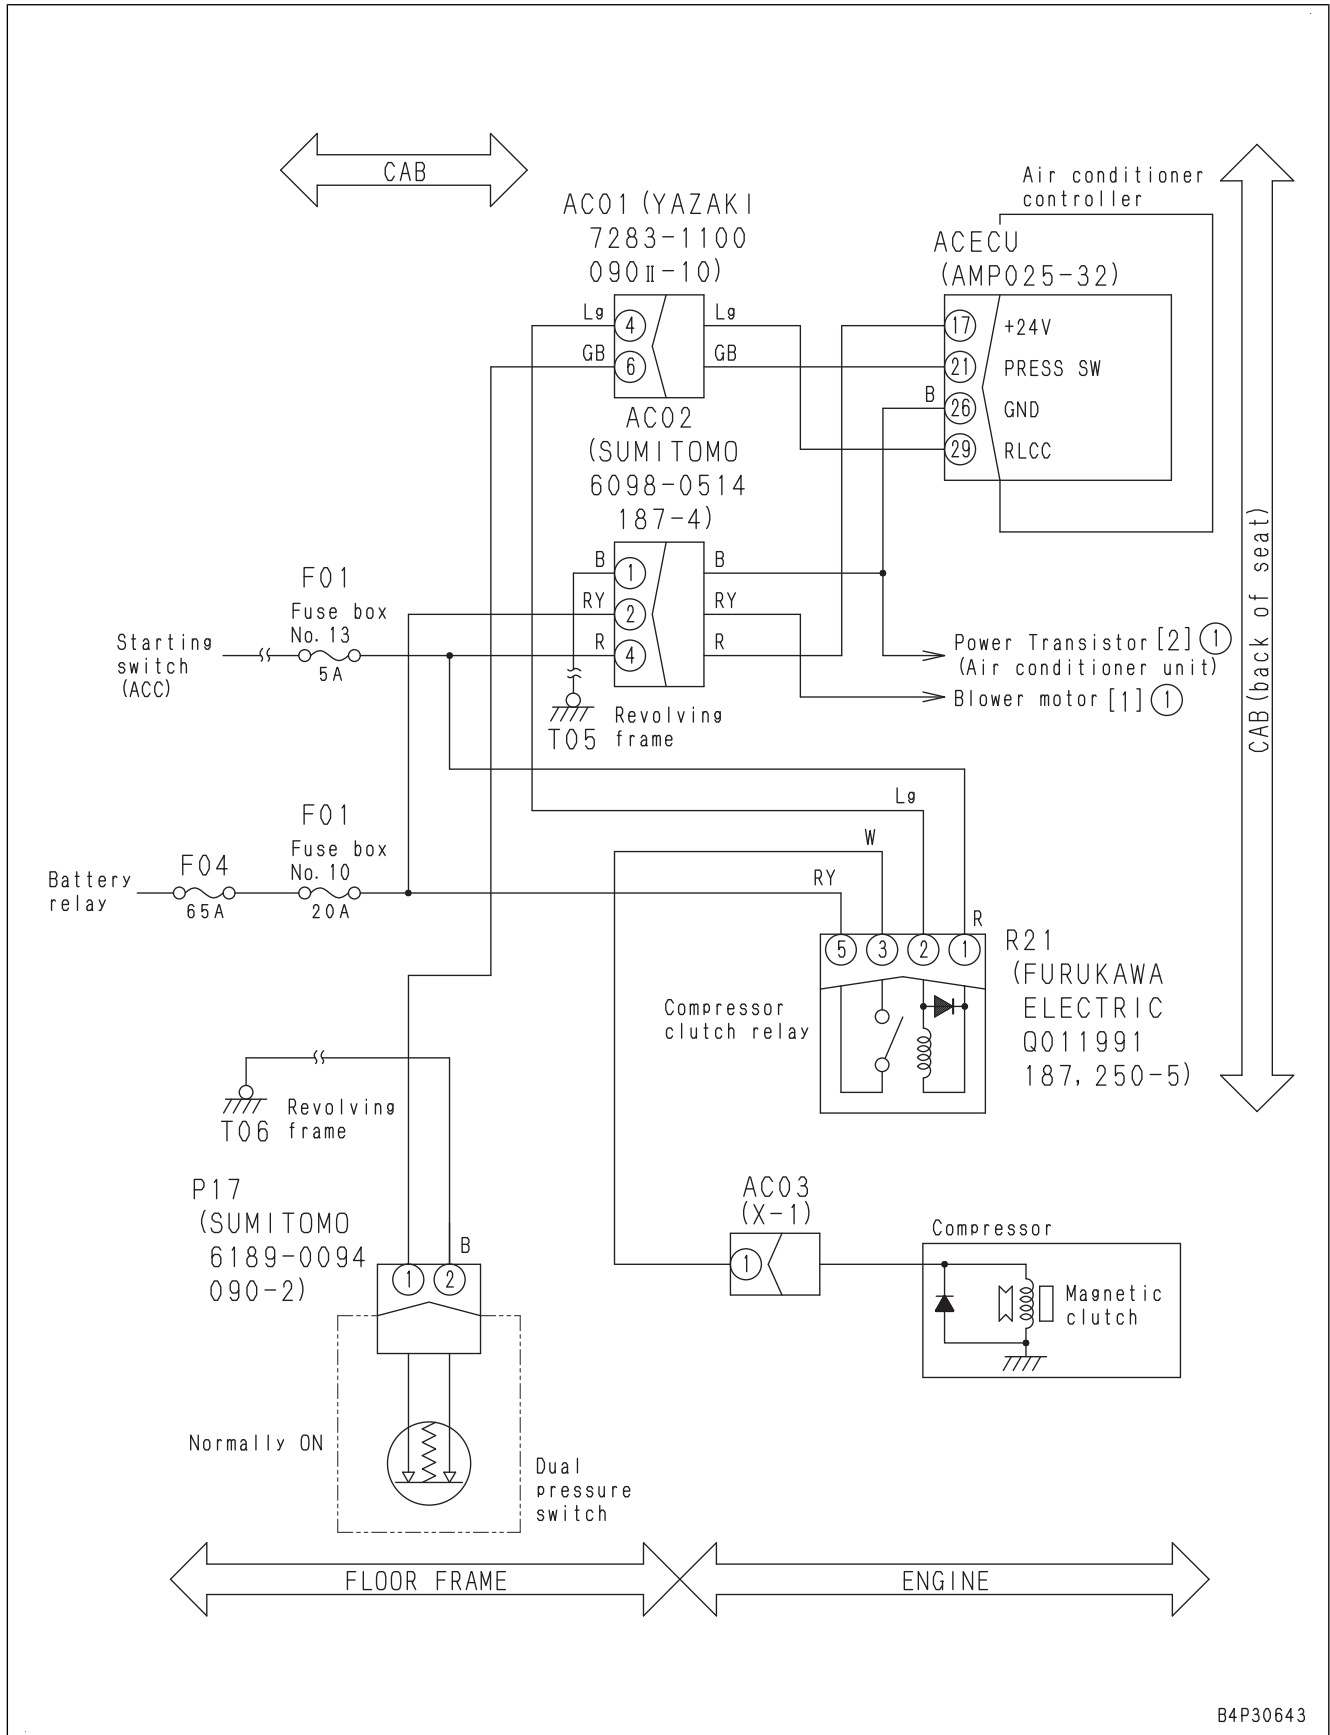 CAB
AC01 (YAZAKI
7283-1100
090II-10)
Air conditioner
controller
ACECU
(AMP025-32)
Lg
4
Lg
17
+24V
GB
6
GB
21
PRESS SW
B
26
GND
29
RLCC
AC02
(SUMITOMO
6098-0514
187-4)
B
1
B
RY
2
RY
R
4
R
F01
Fuse box
No. 13
5A
Starting
switch
(ACC)
Power Transistor [2] 1
(Air conditioner unit)
Blower motor [1] 1
T05
Revolving
frame
CAB (back of seat)
Lg
W
RY
R
F01
Fuse box
No. 10
20A
F04
65A
Battery
relay
5
3
2
1
R21
(FURUKAWA
ELECTRIC
Q011991
187, 250-5)
Compressor
clutch relay
T06
Revolving
frame
P17
(SUMITOMO
6189-0094
090-2)
B
1
2
AC03
(X-1)
1
Compressor
Magnetic
clutch
Normally ON
Dual
pressure
switch
FLOOR FRAME
ENGINE
B4P30643